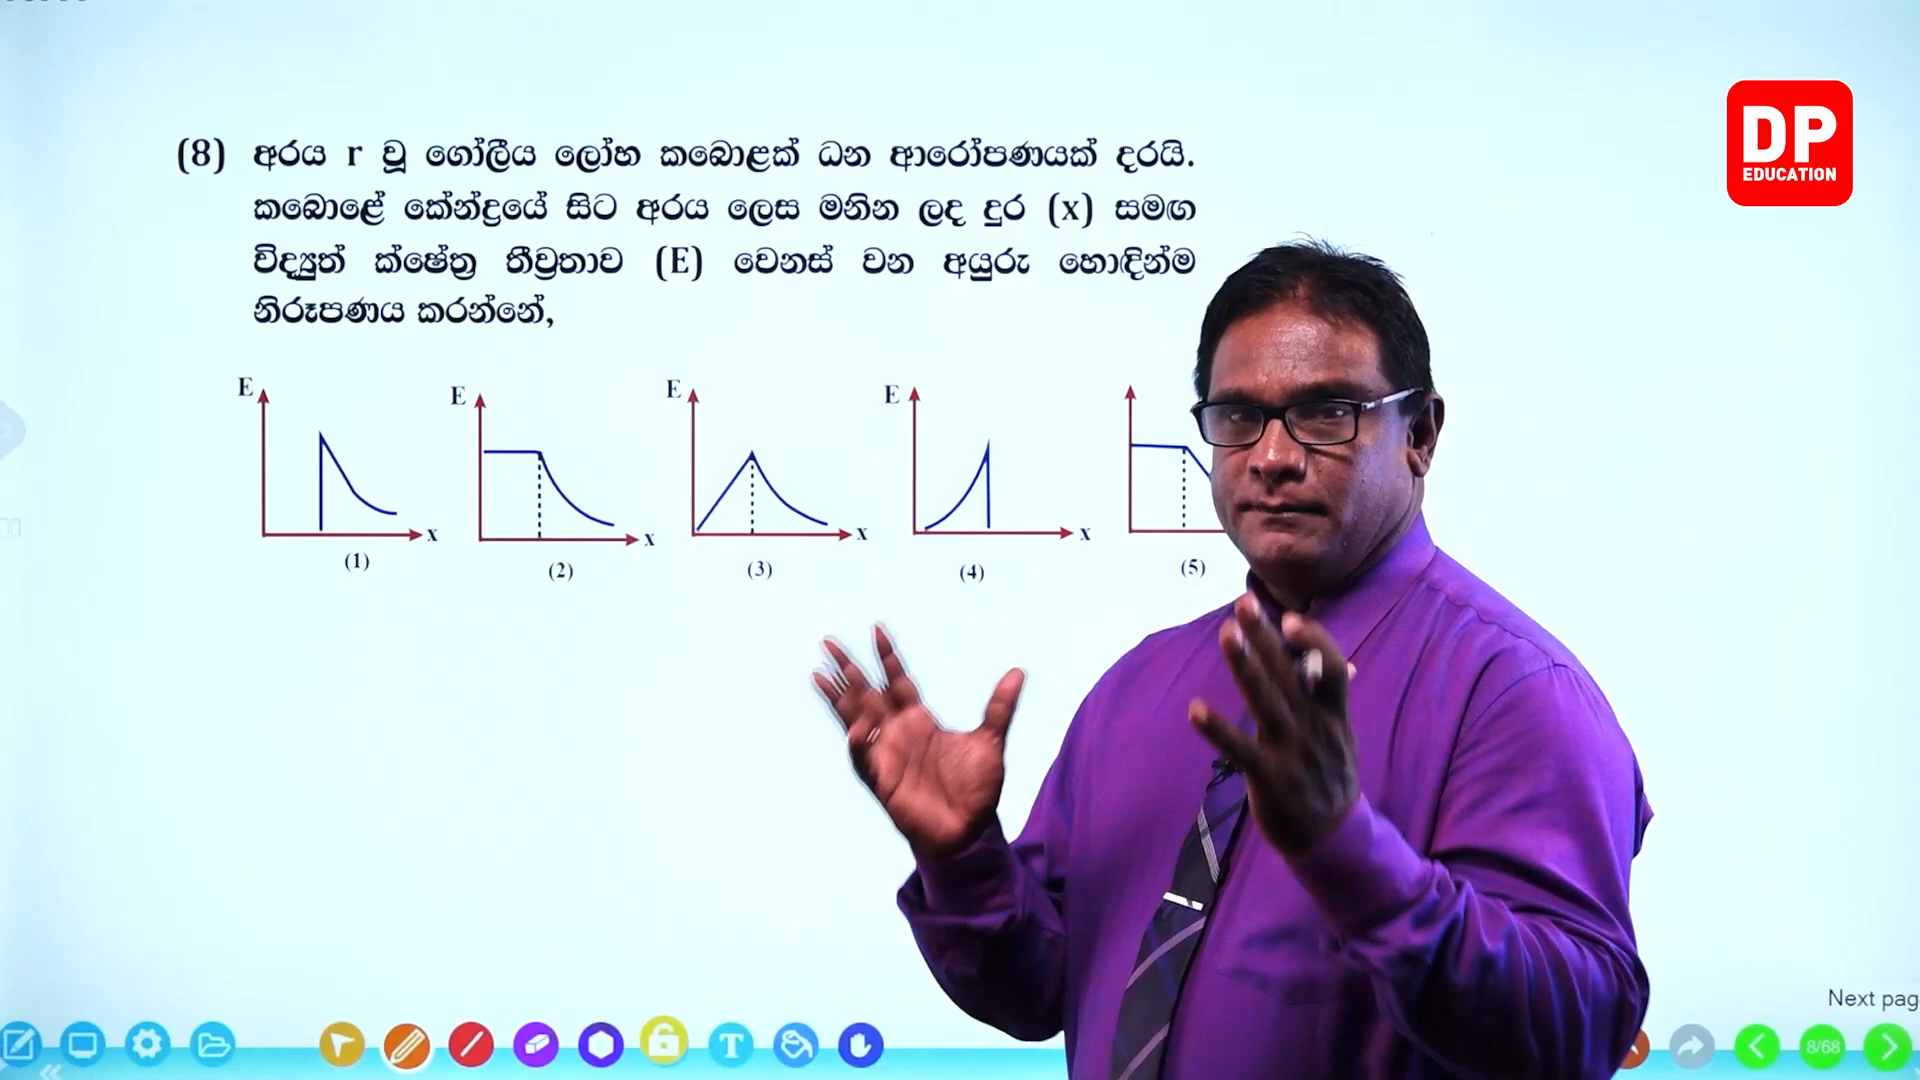 DP
EDUCATION
(8) අරය r වූ ගෝලීය ලෝහ කබොළක් ධන ආරෝපණයක් දරයි.
කබොළේ කේන්ද්‍රයේ සිට අරය ලෙස මනින ලද දුර (x) සමඟ
විද්‍යුත් ක්ෂේත්‍ර තීව්‍රතාව (E) වෙනස් වන අයුරු හොඳින්ම
නිරූපණය කරන්නේ,
E E E E
x x x x
(1) (2) (3) (4) (5)
Next pag
T 8/68